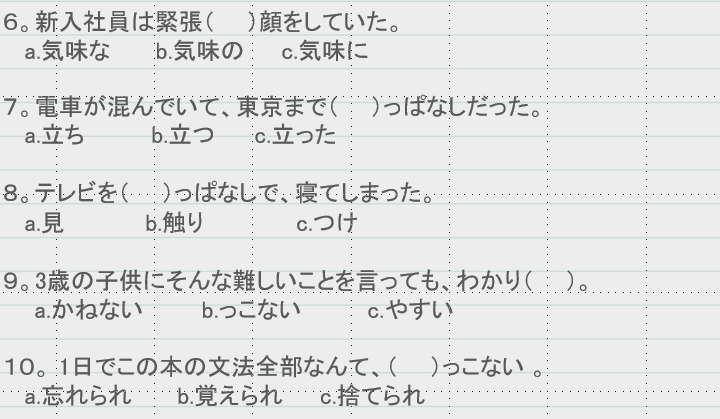 6。新入社員は緊張(　　)顔をしていた。
a.気味な　　b.気味の　　c.気味に
7。電車が混んでいて、東京まで(　　)っぱなしだった。
a.立ち　　b.立つ　　c.立った
8。テレビを(　　)っぱなしで、寝てしまった。
a.見　　b.触り　　c.つけ
9。3歳の子供にそんな難しいことを言っても、わかり(　　)。
a.かねない　　b.っこない　　c.やすい
10。 1日でこの本の文法全部なんて、(　　)っこない 。
a.忘れられ　　b.覚えられ　　c.捨てられ